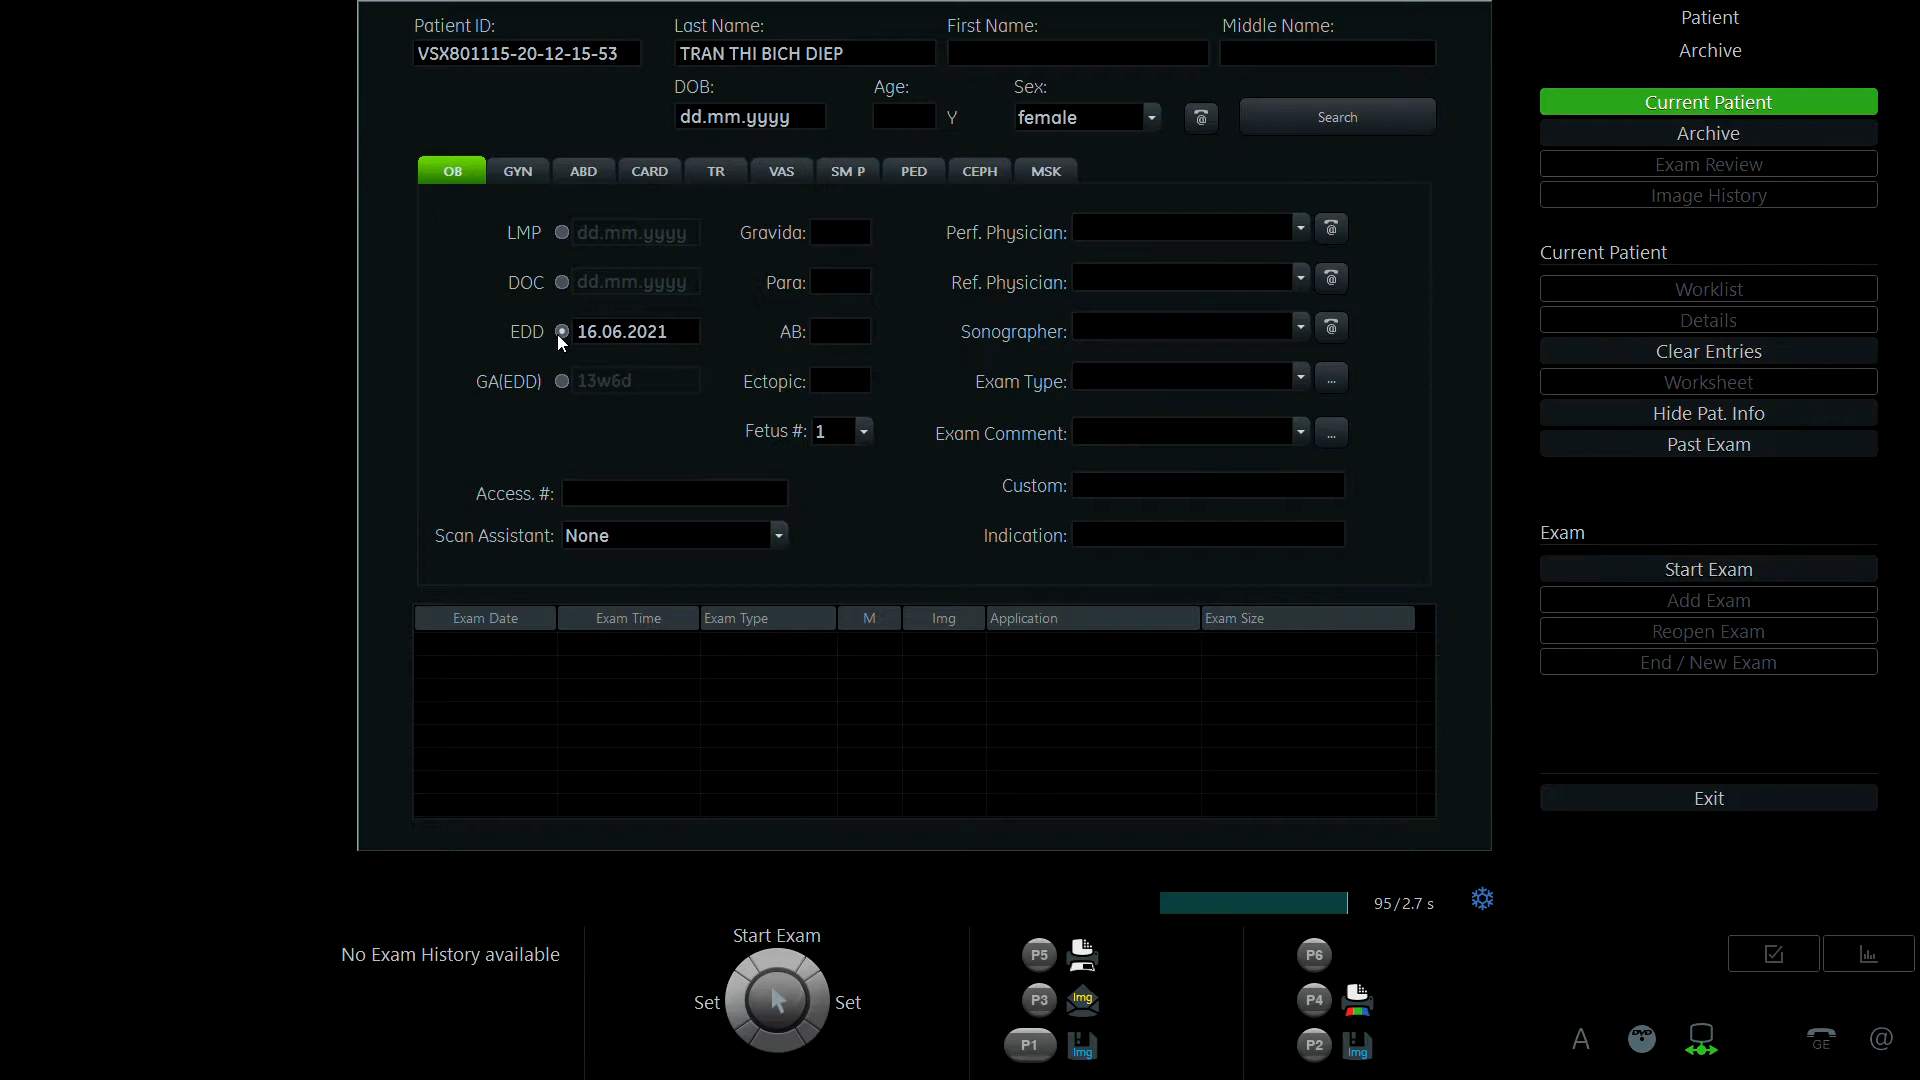 Patient ID: Last Name: First Name: Middle Name:
VSX801115-20-12-15-53 TRAN THI BICH DIEP
DOB: Age: Sex:
dd.mm.yyyy Y female @ Search
OB GYN ABD CARD TR VAS SM P PED CEPH MSK
LMP dd.mm.yyyy Gravida: Perf. Physician: @
DOC dd.mm.yyyy Para: Ref. Physician: @
EDD 16.06.2021 AB: Sonographer: @
GA(EDD) 13w6d Ectopic: Exam Type: ...
Fetus #: 1 Exam Comment: ...
Access. #: Custom:
Scan Assistant: None Indication:
Exam Date Exam Time Exam Type M Img Application Exam Size
Patient
Archive
Current Patient
Archive
Exam Review
Image History
Current Patient
Worklist
Details
Clear Entries
Worksheet
Hide Pat. Info
Past Exam
Exam
Start Exam
Add Exam
Reopen Exam
End / New Exam
Exit
95/2.7 s
No Exam History available
Start Exam
Set Set
P5
P3 Img
P1 Img
P6
P4
P2 Img
A DVD GE @